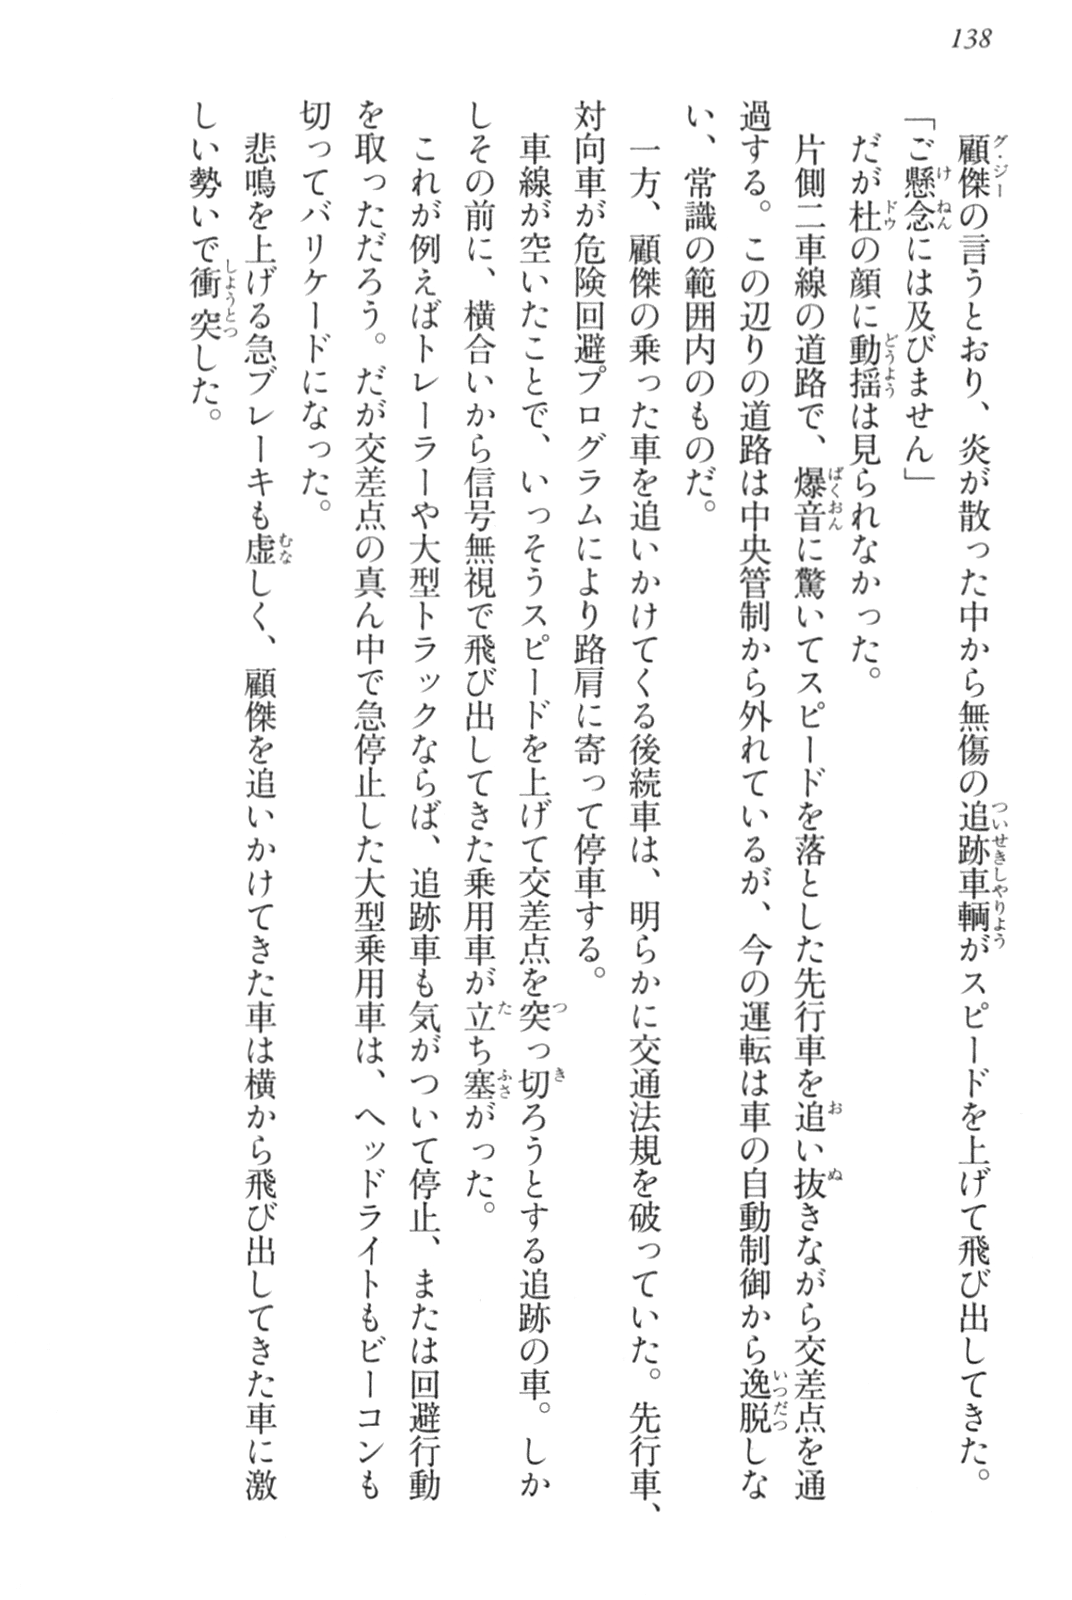 138
顧傑の言うとおり、炎が散った中から無傷の追跡車輌がスピードを上げて飛び出してきた。
「ご懸念には及びません」
だが杜の顔に動揺は見られなかった。
片側二車線の道路で、爆音に驚いてスピードを落とした先行車を追い抜きながら交差点を通
過する。この辺りの道路は中央管制から外れているが、今の運転は車の自動制御から逸脱しな
い、常識の範囲内のものだ。
一方、顧傑の乗った車を追いかけてくる後続車は、明らかに交通法規を破っていた。先行車、
対向車が危険回避プログラムにより路肩に寄って停車する。
車線が空いたことで、いっそうスピードを上げて交差点を突っ切ろうとする追跡の車。しか
しその前に、横合いから信号無視で飛び出してきた乗用車が立ち塞がった。
これが例えばトレーラーや大型トラックならば、追跡車も気がついて停止、または回避行動
を取っただろう。だが交差点の真ん中で急停止した大型乗用車は、ヘッドライトもビーコンも
切ってバリケードになった。
悲鳴を上げる急ブレーキも虚しく、顧傑を追いかけてきた車は横から飛び出してきた車に激
しい勢いで衝突した。